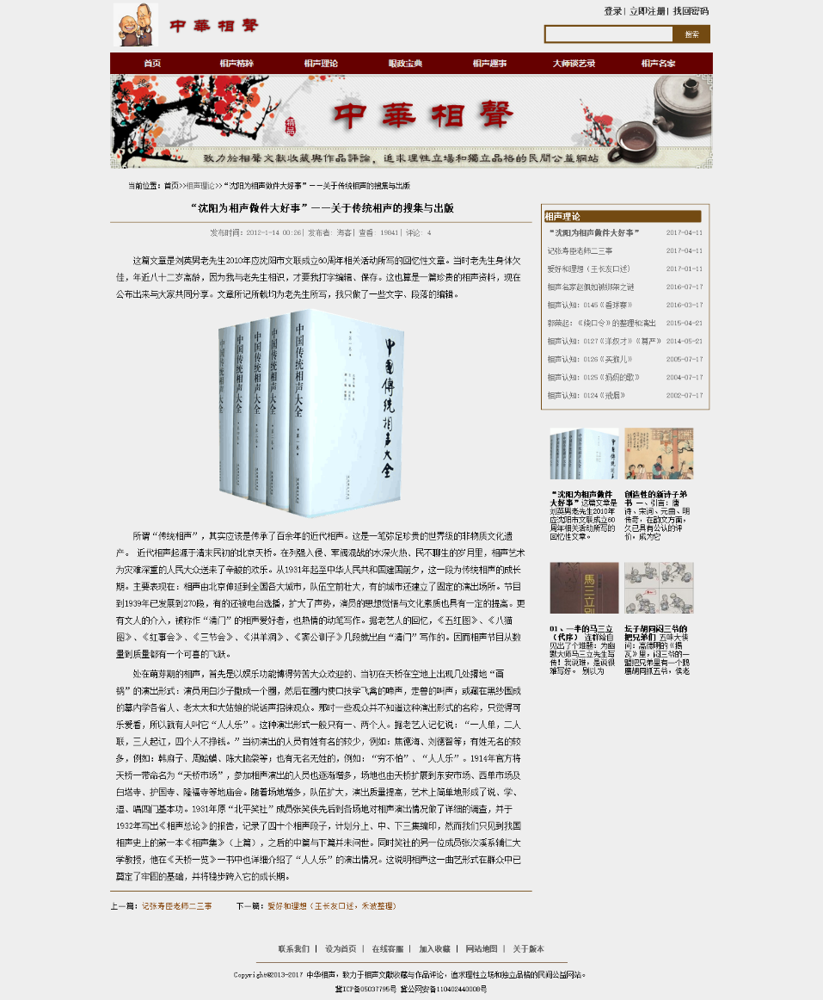 登录| 立即注册| 找回密码
中華相聲
搜索
首页 相声精粹 相声理论 眼政宝典 相声趣事 大师谈艺录 相声名家
中華相聲
精品
致力於相聲文獻收藏與作品評論，追求理性立場和獨立品格的民間公益網站
当前位置：首页>>相声理论>>“沈阳为相声做件大好事”——关于传统相声的搜集与出版
“沈阳为相声做件大好事”——关于传统相声的搜集与出版
发布时间：2012-1-14 00:26| 发布者：海客| 查看：19841| 评论：4
这篇文章是刘英男老先生2010年应沈阳市文联成立60周年相关活动所写的回忆性文章。当时老先生身体欠
佳，年近八十二岁高龄，因为我与老先生相识，才要我打字编辑、保存。这也算是一篇珍贵的相声资料，现在
公布出来与大家共同分享。文章所记所载均为老先生所写，我只做了一些文字、段落的编辑。
中国传统相声大全
中国传统相声大全
中国传统相声大全
中国传统相声大全
中国传统相声大全
中國傳統相声大全
所谓“传统相声”，其实应该是传承了百余年的近代相声。这是一笔弥足珍贵的世界级的非物质文化遗
产。 近代相声起源于清末民初的北京天桥。在列强入侵、军阀混战的水深火热、民不聊生的岁月里，相声艺术
为灾难深重的人民大众送来了辛酸的欢乐。从1931年起至中华人民共和国建国前夕，这一段为传统相声的成长
期。主要表现在：相声由北京伸延到全国各大城市，队伍空前壮大，有的城市还建立了固定的演出场所。节目
到1939年已发展到270段，有的还被电台选播，扩大了声势，演员的思想觉悟与文化素质也具有一定的提高。更
有文人的介入，被称作“清门”的相声爱好者，也热情的动笔写作。据老艺人的回忆，《五红图》、《八猫
图》、《红事会》、《三节会》、《洪羊洞》、《窦公训子》几段就出自“清门”写作的。因而相声节目从数
量到质量都有一个可喜的飞跃。
处在萌芽期的相声，首先是以娱乐功能博得劳苦大众欢迎的、当初在天桥在空地上出现几处撂地“画
锅”的演出形式：演员用白沙子撒成一个圈，然后在圈内使口技学飞禽的啼声，走兽的叫声；或藏在黑纱围成
的幕内学各省人、老太太和大姑娘的说话声招徕观众。那时一些观众并不知道这种演出形式的名称，只觉得可
乐爱看，所以就有人叫它“人人乐”。这种演出形式一般只有一、两个人。据老艺人记忆说：“一人单，二人
联，三人起讧，四个人不挣钱。”当初演出的人员有姓有名的较少，例如：焦德海、刘德智等；有姓无名的较
多，例如：韩麻子、周蛤蟆、陈大脑袋等；也有无名无姓的，例如：“穷不怕”、“人人乐”。1914年官方将
天桥一带命名为“天桥市场”，参加相声演出的人员也逐渐增多，场地也由天桥扩展到东安市场、西单市场及
白塔寺、护国寺、隆福寺等地庙会。随着场地增多，队伍扩大，演出质量提高，艺术上简单地形成了说、学、
逗、唱四门基本功。1931年原“北平笑社”成员张笑侠先后到各场地对相声演出情况做了详细的调查，并于
1932年写出《相声总论》的报告，记录了四十个相声段子，计划分上、中、下三集编印，然而我们只见到我国
相声史上的第一本《相声集》（上篇），之后的中篇与下篇并未问世。同时笑社的另一位成员张次溪系辅仁大
学教授，他在《天桥一览》一书中也详细介绍了“人人乐”的演出情况。这说明相声这一曲艺形式在群众中已
奠定了牢固的基础，并将稳步跨入它的成长期。
上一篇：记张寿臣老师二三事 下一篇：爱好和理想（王长友口述，禾波整理）
相声理论
“沈阳为相声做件大好事” 2017-04-11
记张寿臣老师二三事 2017-04-11
爱好和理想（王长友口述） 2017-01-11
相声名家赵佩如被绑架之谜 2016-07-17
相声认知：0145《看球赛》 2016-03-17
郭荣起：《绕口令》的整理和演出 2015-04-21
相声认知：0127《洋奴才》《葛严》 2014-05-21
相声认知：0126《买猴儿》 2005-07-17
相声认知：0125《妈妈的歌》 2004-07-17
相声认知：0124《戒烟》 2002-07-17
“沈阳为相声做件
大好事”这篇文章是
刘英男老先生2010年
应沈阳市文联成立60
周年相关活动所写的
回忆性文章。
创造性的新诗子弟
书 一、引言：唐
诗、宋词、元曲、明
传奇，在韵文方面，
久已具有公认的评
价，成为它
馬三立別
01、一半的马三立
（代序） 连群给自
见出了个难题：为幽
默大师马三立先生写
传！我说难，是说很
难写好。 别以为
坛子胡同闷三爷的
把兄弟们 五味大侠
问：高德明的《揭
瓦》里，闷三爷的一
盟把兄弟里有一个鹅
鹰胡同抓五爷，侯老
联系我们 | 设为首页 | 在线客服 | 加入收藏 | 网站地图 | 关于版本
Copyright©2013-2017 中华相声，致力于相声文献收藏与作品评论，追求理性立场和独立品格的民间公益网站。
冀ICP备05037795号 冀公网安备110402440008号